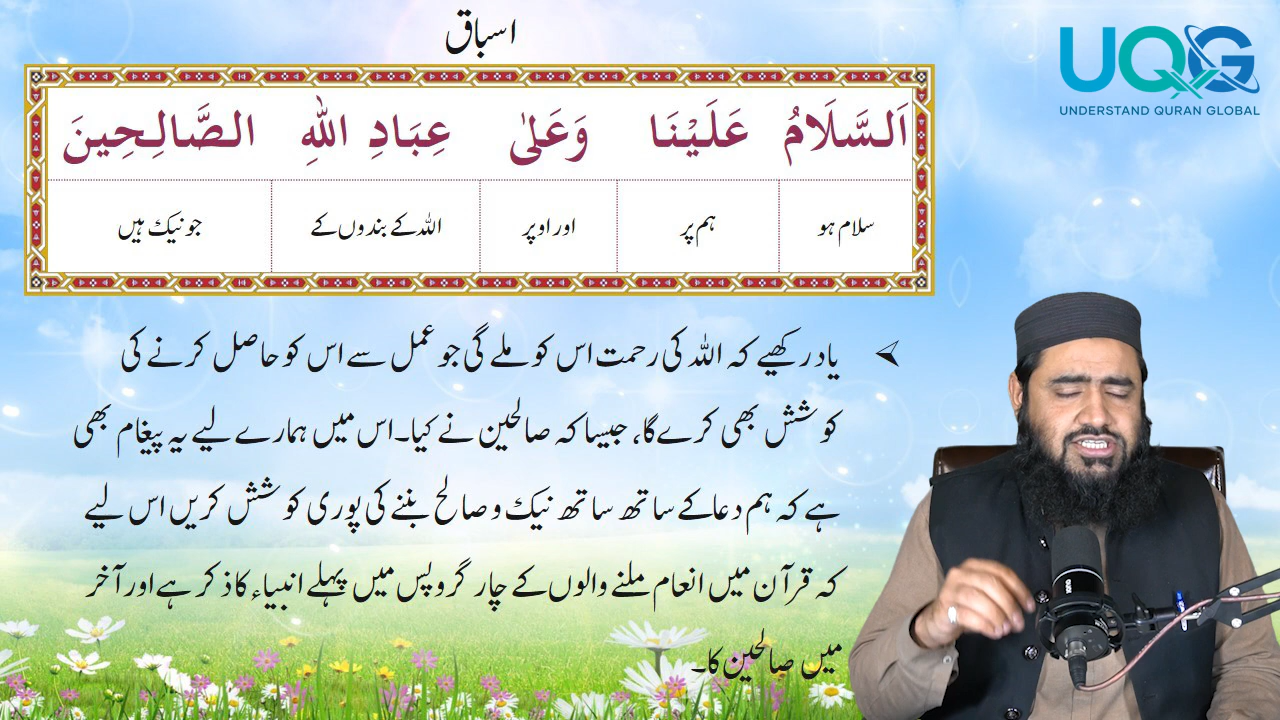 اسباق
UQG
UNDERSTAND QURAN GLOBAL
اَلسَّلَامُ عَلَيْنَا وَعَلىٰ عِبَادِ اللّٰهِ الصَّالِحِينَ
سلام ہو ہم پر اور اوپر اللہ کے بندوں کے جو نیک ہیں
یاد رکھیے کہ اللہ کی رحمت اس کو ملے گی جو عمل سے اس کو حاصل کرنے کی
کوشش بھی کرے گا، جیسا کہ صالحین نے کیا۔ اس میں ہمارے لیے یہ پیغام بھی
ہے کہ ہم دعا کے ساتھ ساتھ نیک و صالح بننے کی پوری کوشش کریں اس لیے
کہ قرآن میں انعام ملنے والوں کے چار گروپس میں پہلے انبیاء کا ذکر ہے اور آخر
میں صالحین کا۔